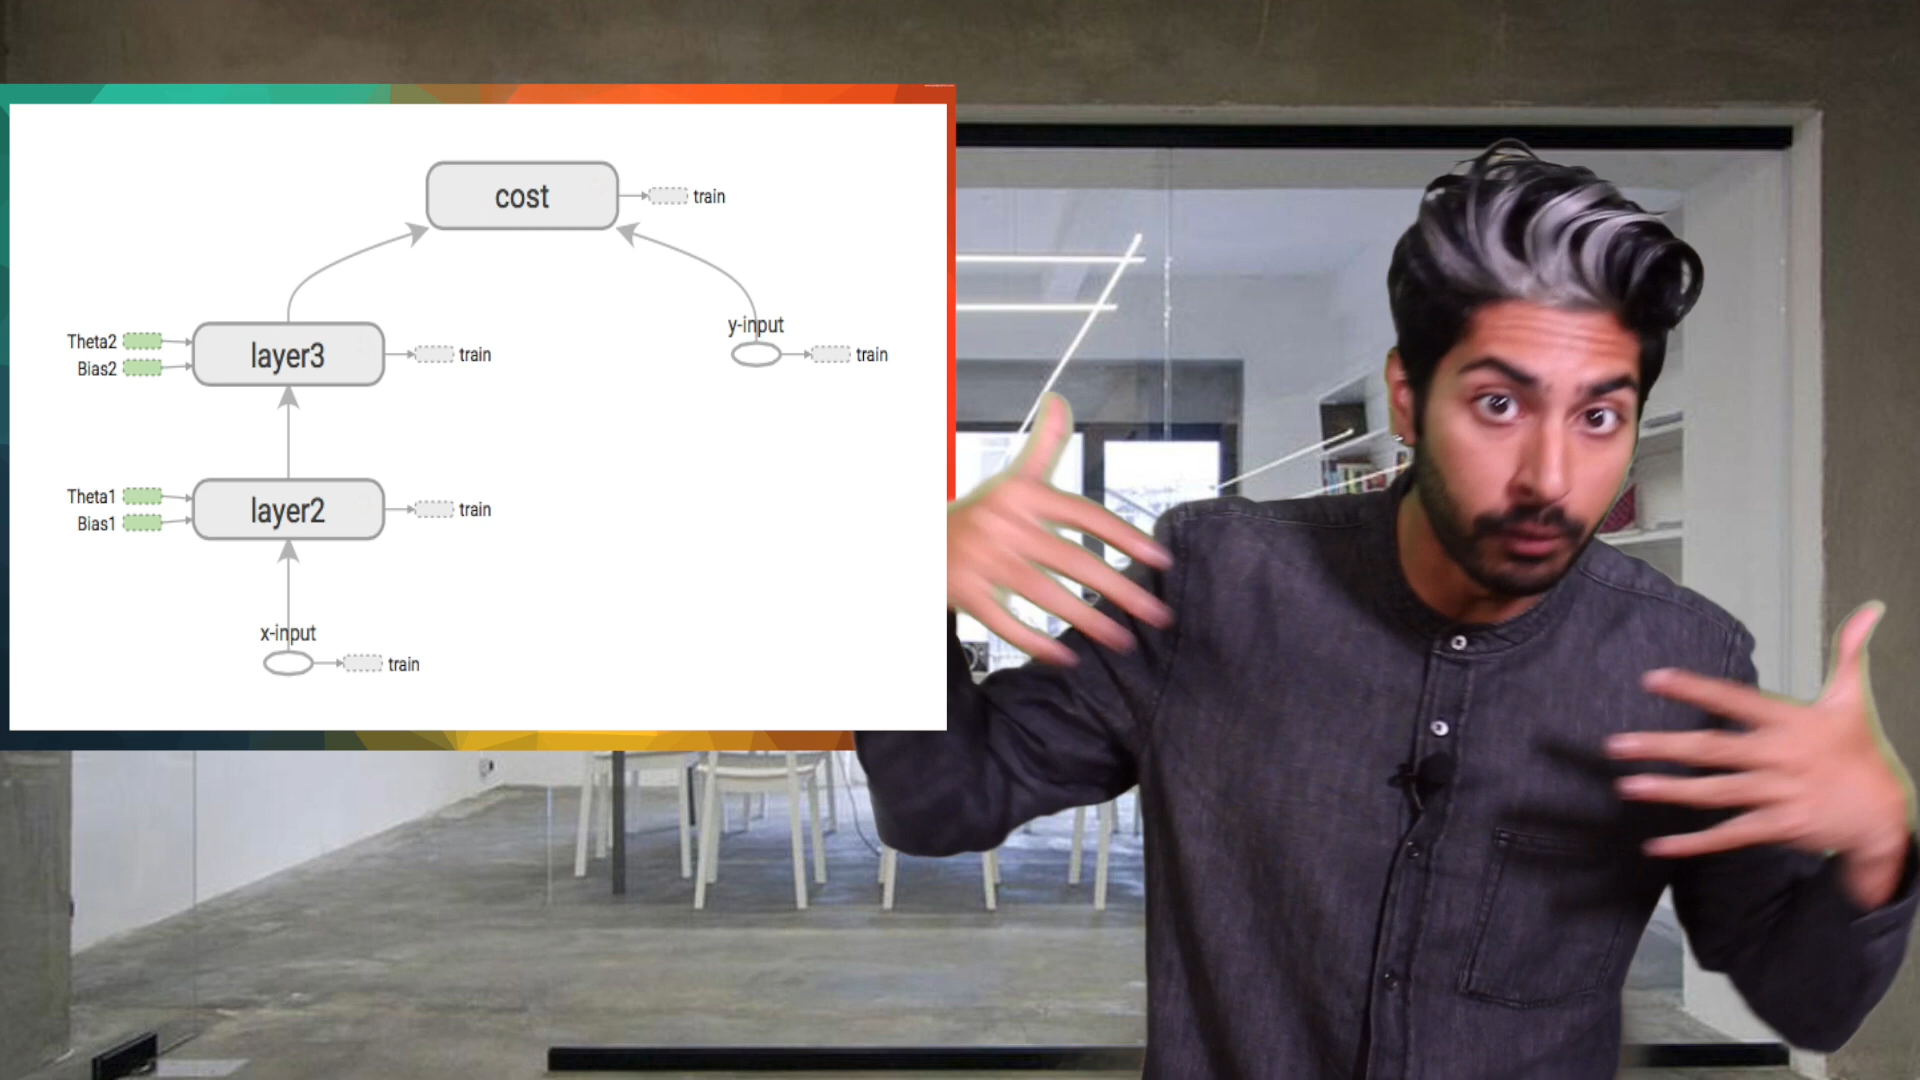 cost
train
y-input
Theta2
Bias2
layer3
train
train
Theta1
Bias1
layer2
train
x-input
train